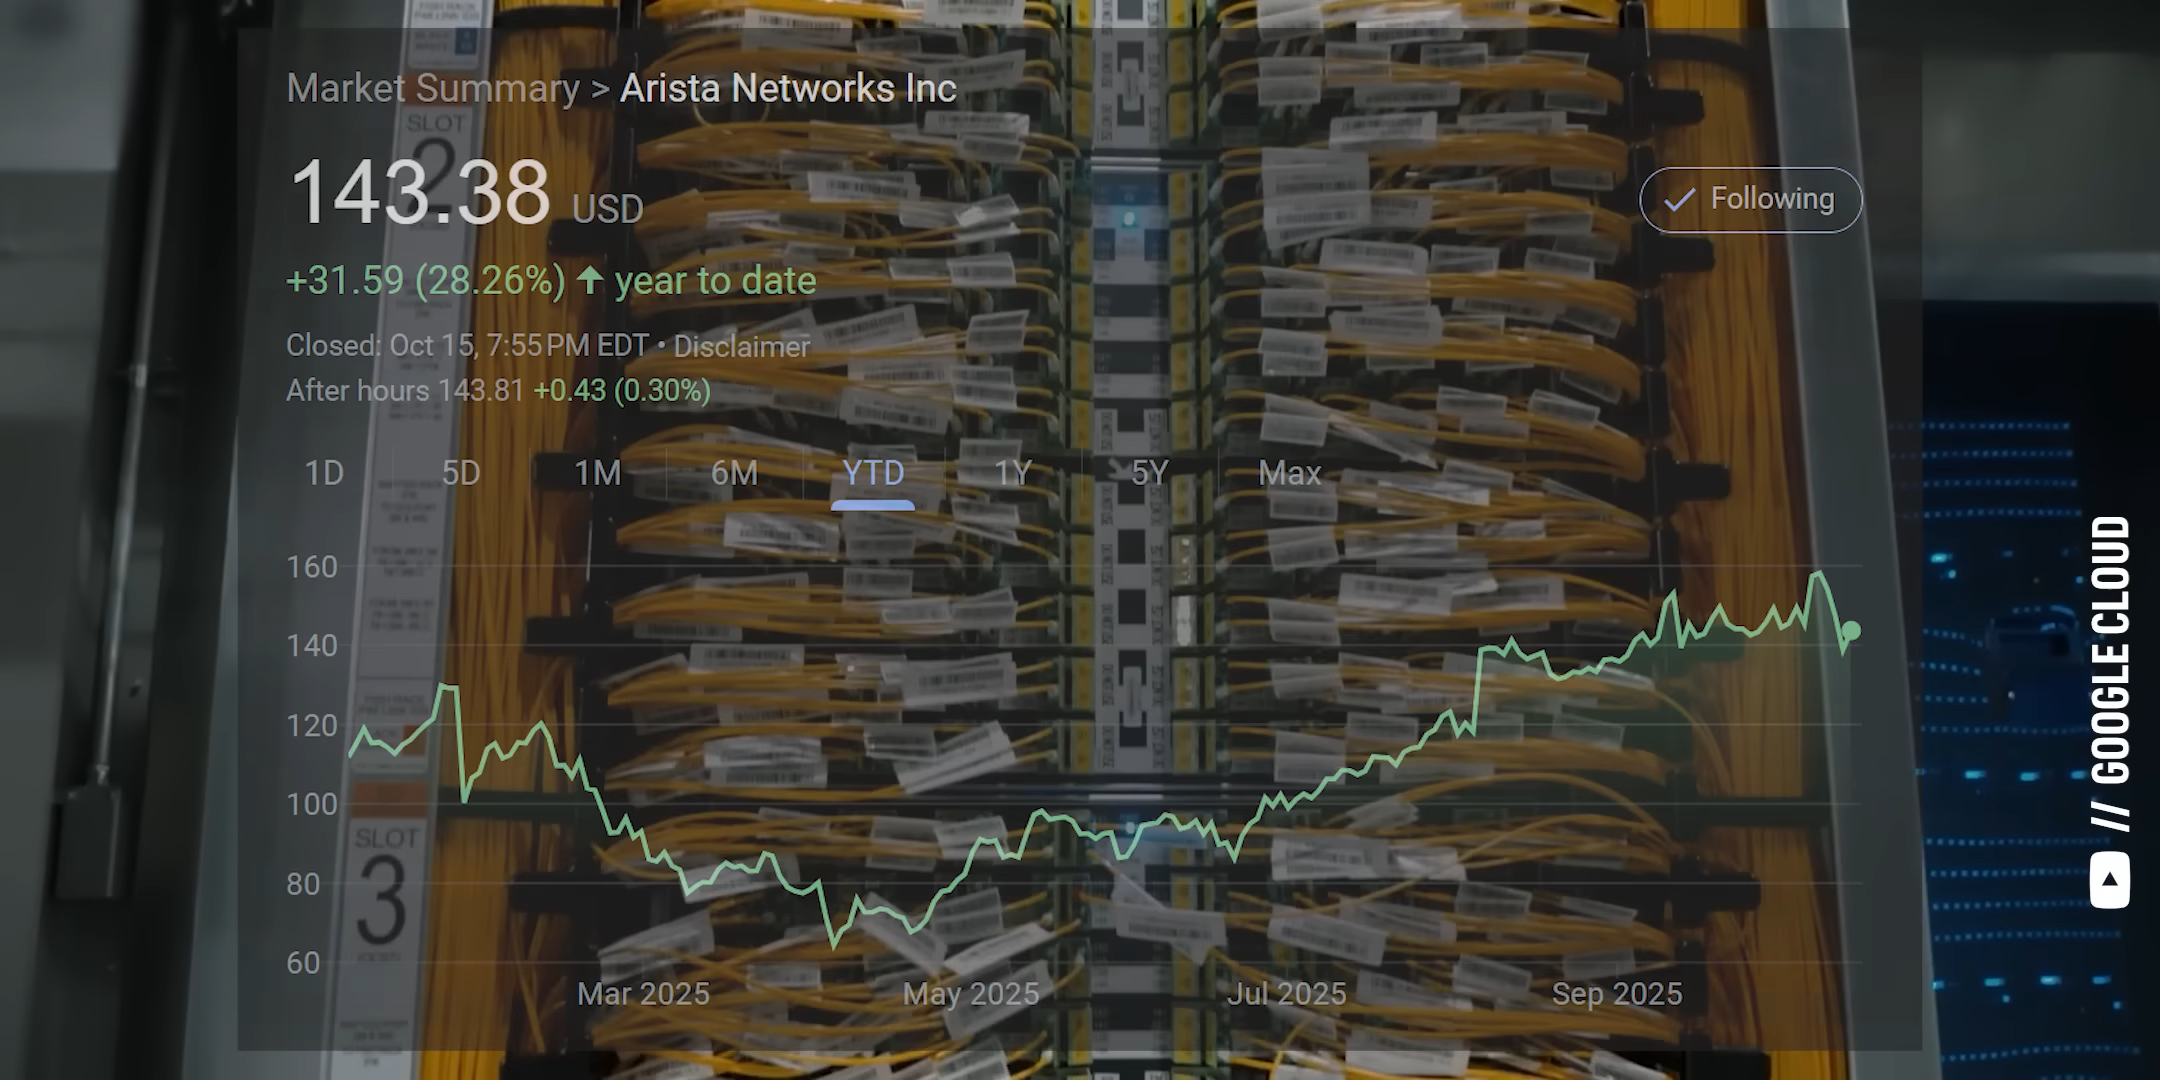 Market Summary > Arista Networks Inc
143.38 USD
Following
+31.59 (28.26%) ↑ year to date
Closed: Oct 15, 7:55 PM EDT • Disclaimer
After hours 143.81 +0.43 (0.30%)
1D 5D 1M 6M YTD 1Y 5Y Max
160
140
120
100
80
60
Mar 2025 May 2025 Jul 2025 Sep 2025
SLOT
2
SLOT
3
// GOOGLE CLOUD